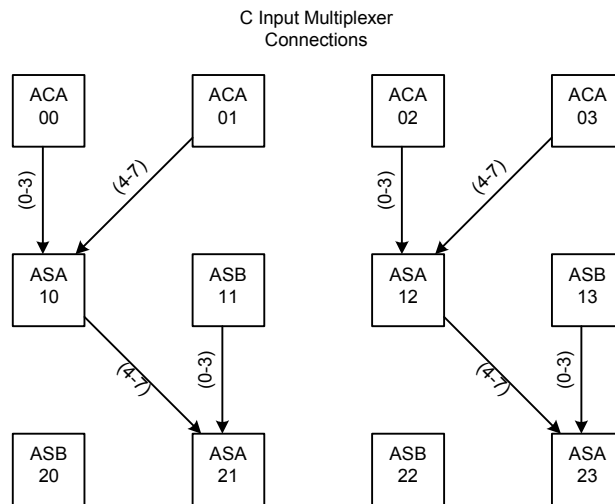 C Input Multiplexer
Connections
ACA
00
ACA
01
ACA
02
ACA
03
(0-3)
(4-7)
(0-3)
(4-7)
ASA
10
ASB
11
ASA
12
ASB
13
(4-7)
(0-3)
(4-7)
(0-3)
ASB
20
ASA
21
ASB
22
ASA
23